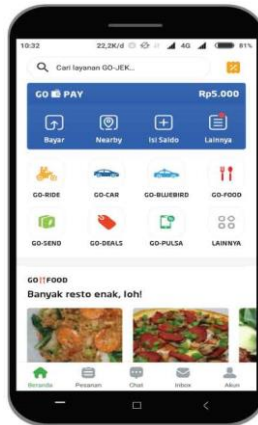 10:32 22,2K/d 4G 81%
Cari layanan GO-JEK...
GO PAY Rp5.000
Bayar Nearby Isi Saldo Lainnya
GO-RIDE GO-CAR GO-BLUEBIRD GO-FOOD
GO-SEND GO-DEALS GO-PULSA LAINNYA
GO FOOD
Banyak resto enak, loh!
Beranda Pesanan Chat Inbox Akun